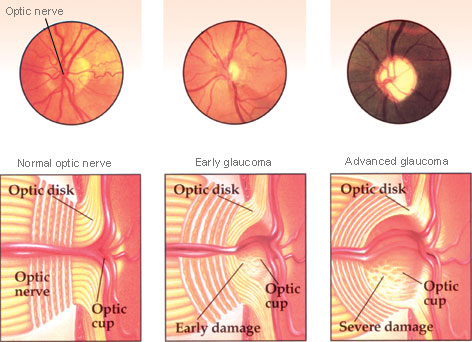 Optic nerve
Normal optic nerve
Early glaucoma
Advanced glaucoma
Optic disk
Optic
nerve
Optic
cup
Optic disk
Optic
cup
Early damage
Optic disk
Optic
cup
Severe damage